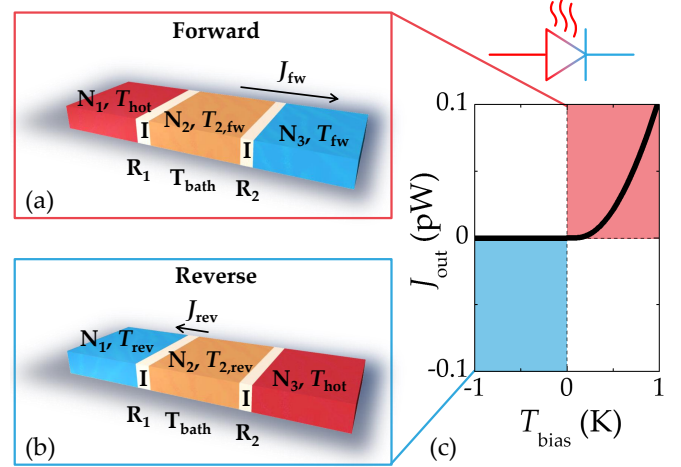 Forward
J_fw
N_1, T_hot
N_2, T_2,fw
N_3, T_fw
I
I
R_1
T_bath
R_2
(a)
Reverse
J_rev
N_1, T_rev
N_2, T_2,rev
N_3, T_hot
I
I
R_1
T_bath
R_2
(b)
0.1
0
-0.1
J_out (pW)
-1
0
1
T_bias (K)
(c)